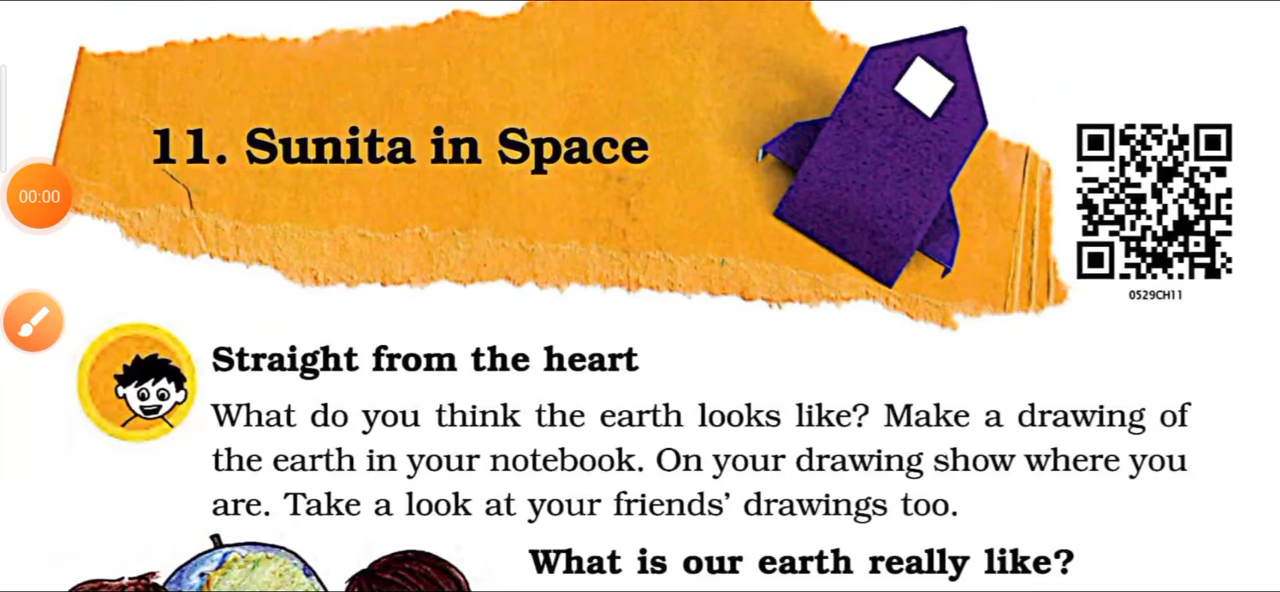 11. Sunita in Space
00:00
0529CH11
Straight from the heart
What do you think the earth looks like? Make a drawing of
the earth in your notebook. On your drawing show where you
are. Take a look at your friends’ drawings too.
What is our earth really like?